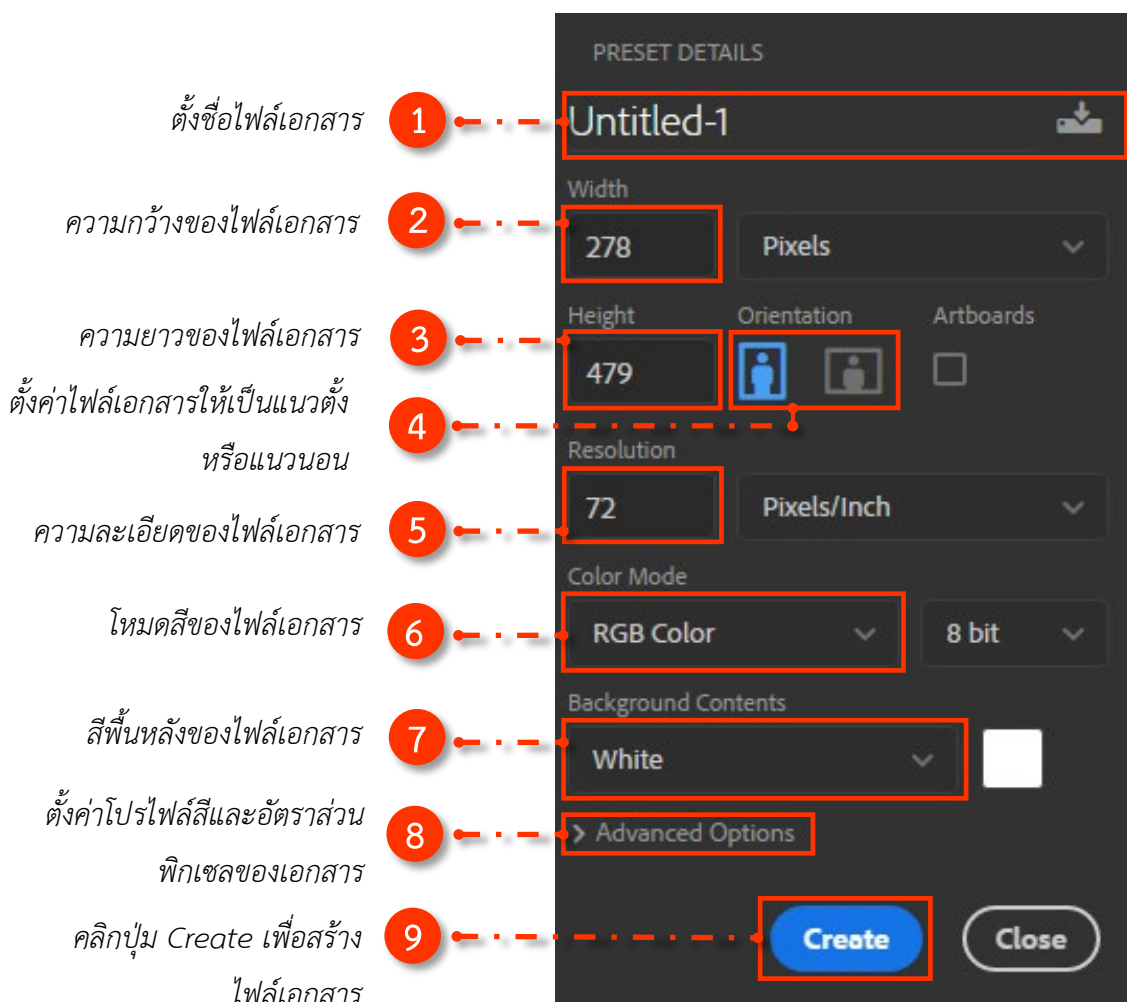 PRESET DETAILS
ตั้งชื่อไฟล์เอกสาร 1 Untitled-1
Width
ความกว้างของไฟล์เอกสาร 2 278 Pixels
Height Orientation Artboards
ความยาวของไฟล์เอกสาร 3 479
ตั้งค่าไฟล์เอกสารให้เป็นแนวตั้ง
หรือแนวนอน 4
Resolution
ความละเอียดของไฟล์เอกสาร 5 72 Pixels/Inch
Color Mode
โหมดสีของไฟล์เอกสาร 6 RGB Color 8 bit
Background Contents
สีพื้นหลังของไฟล์เอกสาร 7 White
ตั้งค่าโปรไฟล์สีและอัตราส่วน
พิกเซลของเอกสาร 8 > Advanced Options
คลิกปุ่ม Create เพื่อสร้าง 9 Create Close
ไฟล์เอกสาร